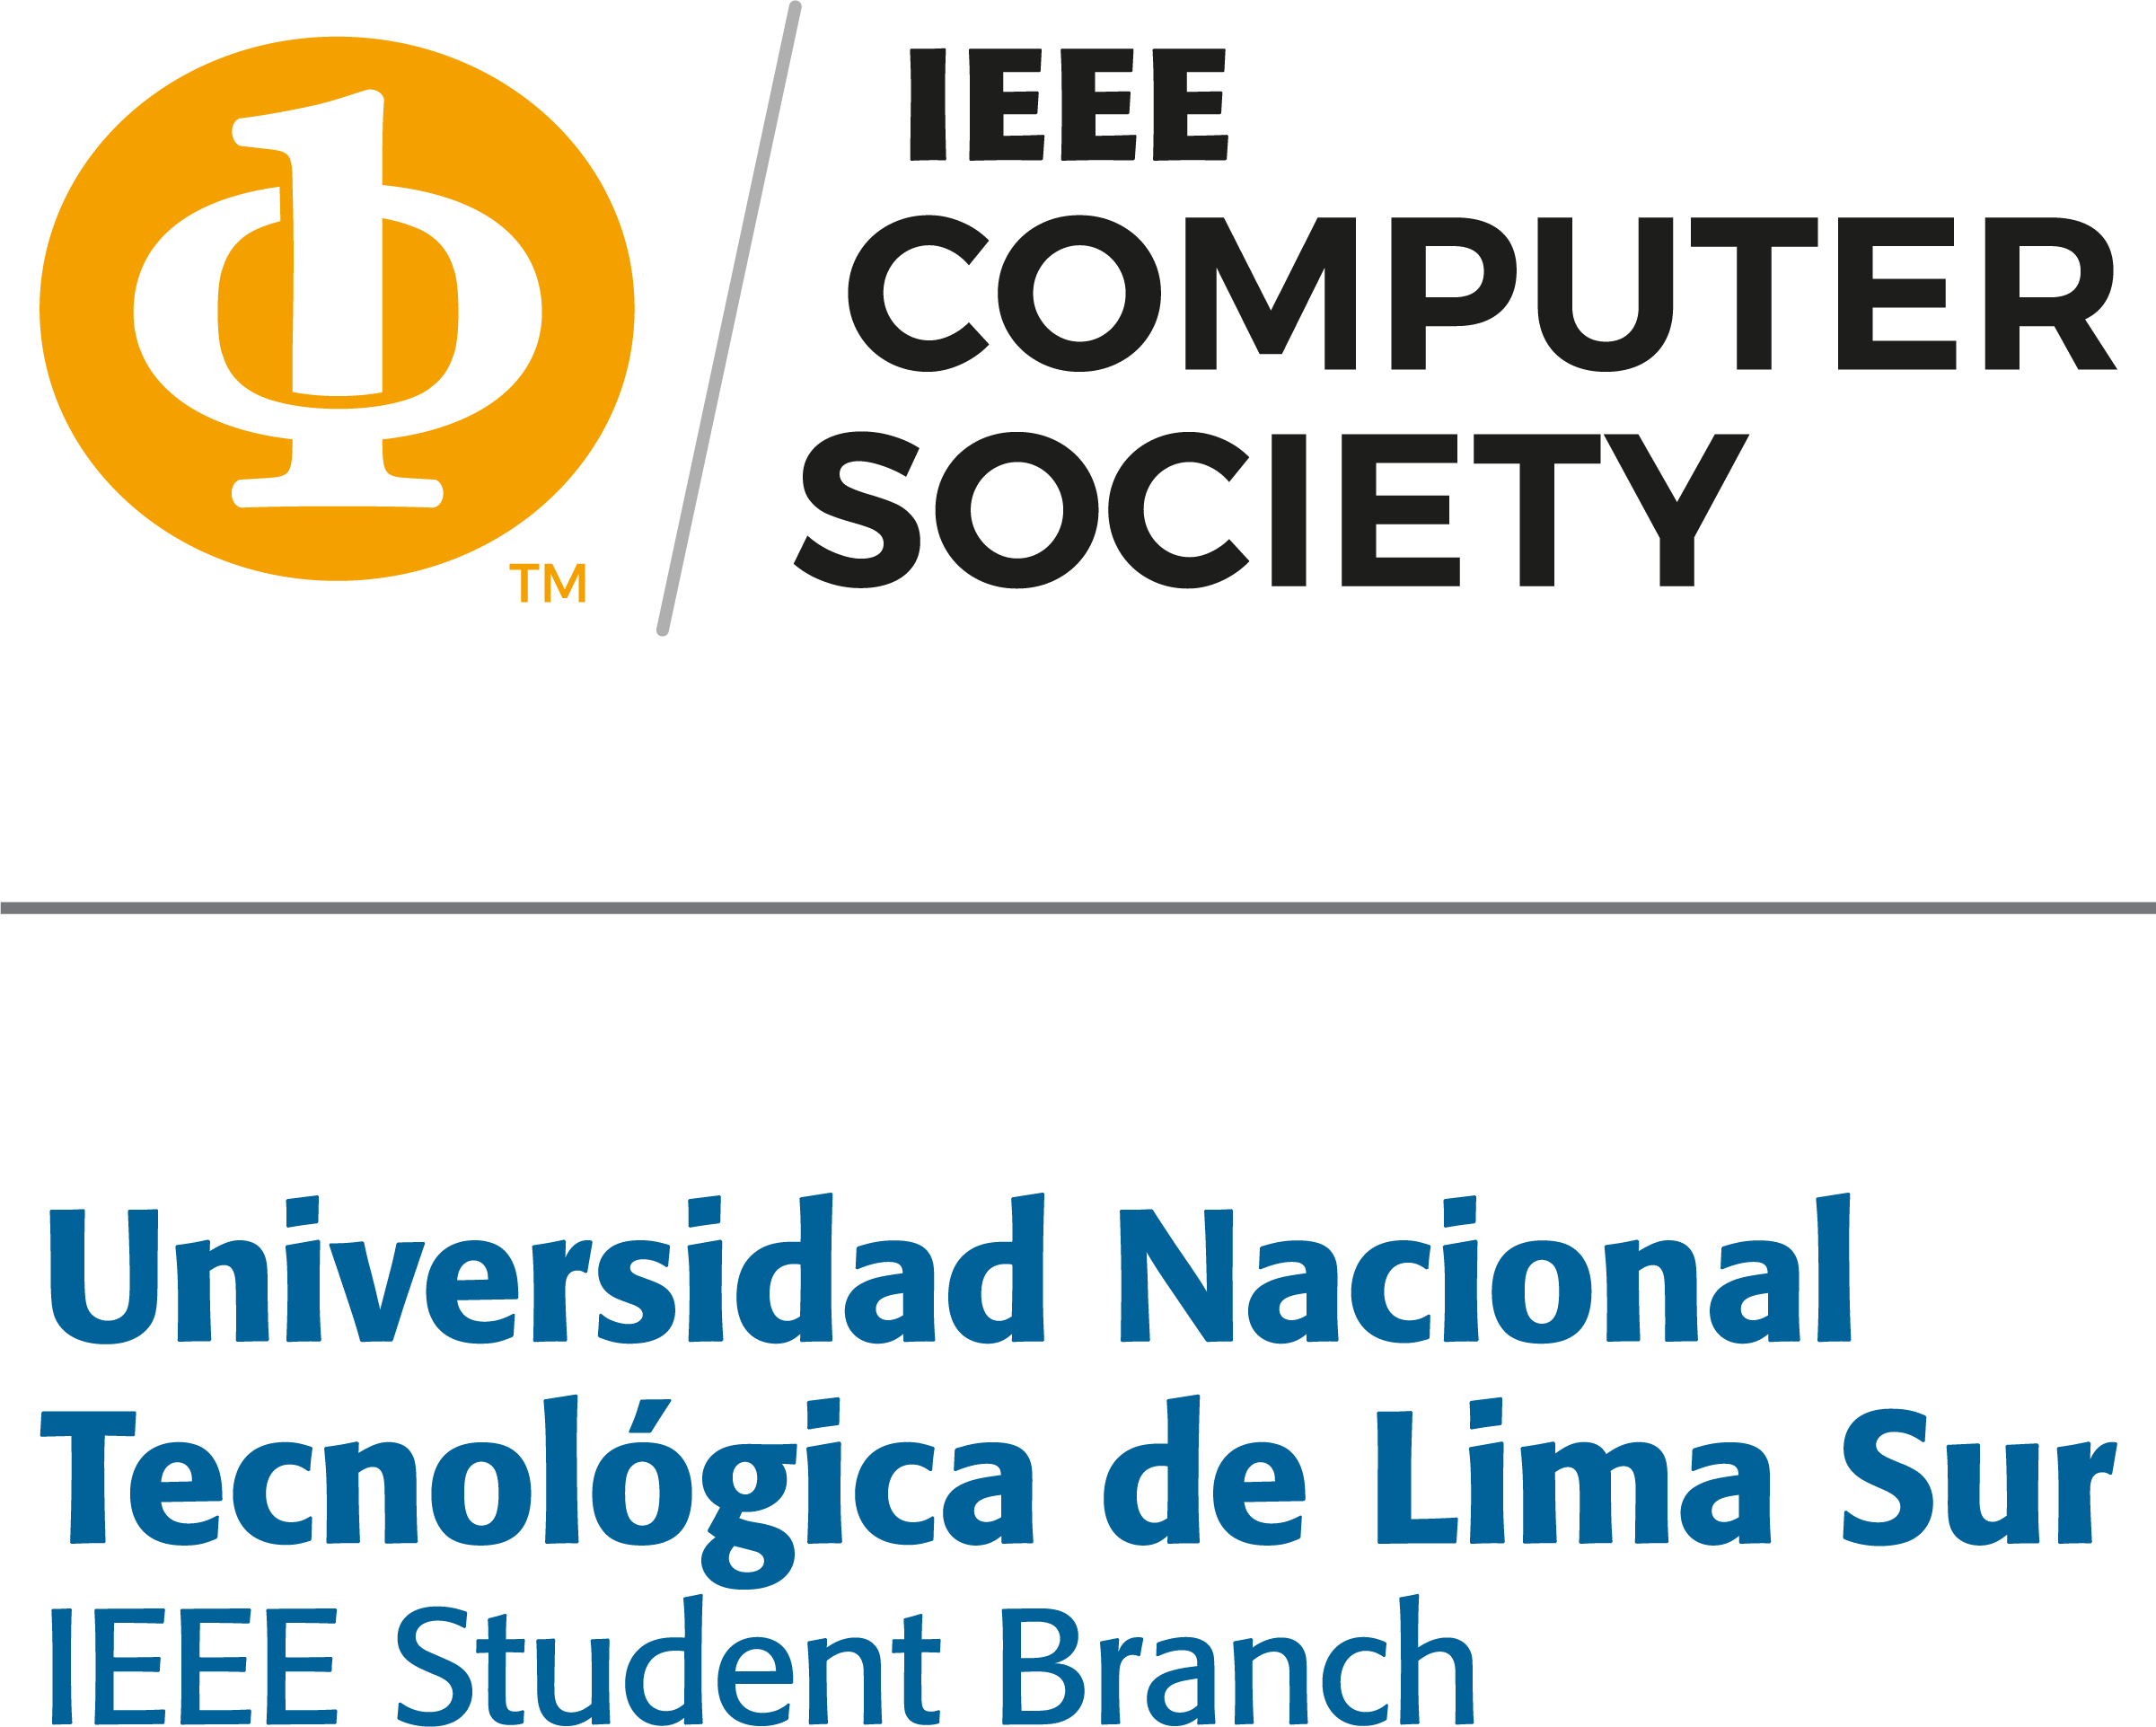 TM
IEEE
COMPUTER
SOCIETY
Universidad Nacional
Tecnológica de Lima Sur
IEEE Student Branch